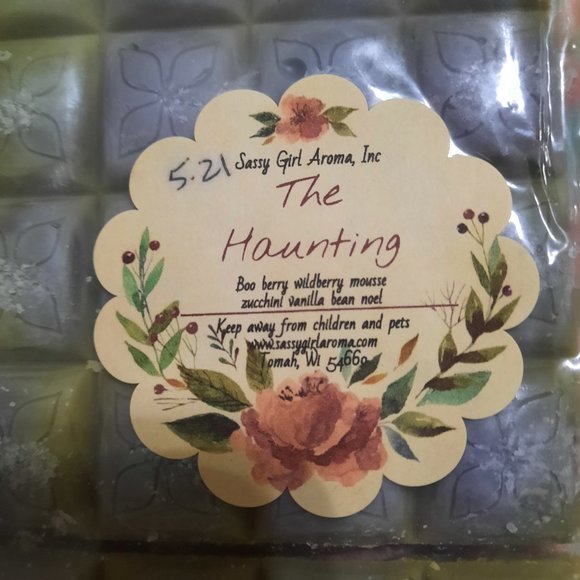 5.21
Sassy Girl Aroma, Inc
The
Haunting
Boo berry wildberry mousse
zucchini vanilla bean noel
Keep away from children and pets
www.sassygirlaroma.com
Tomah, Wi 54660